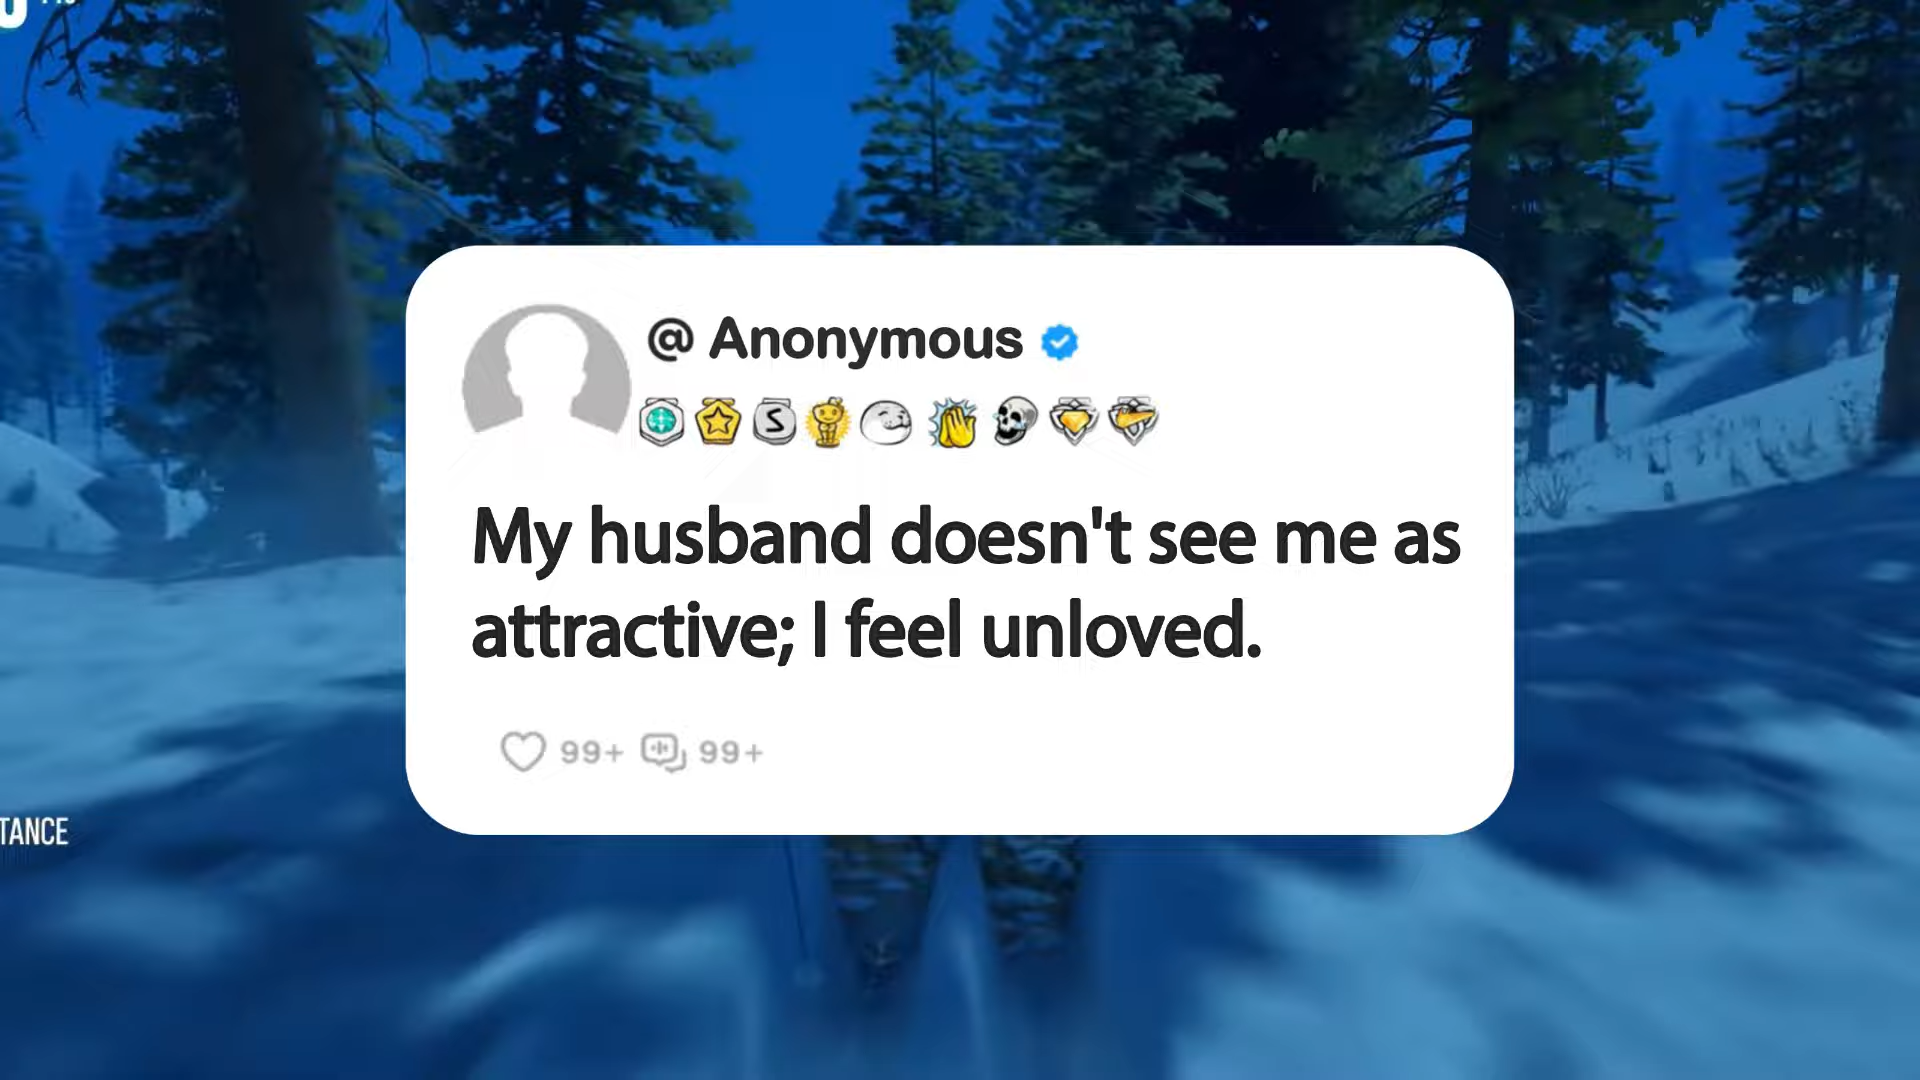 @ Anonymous
My husband doesn't see me as
attractive; I feel unloved.
99+ 99+
TANCE